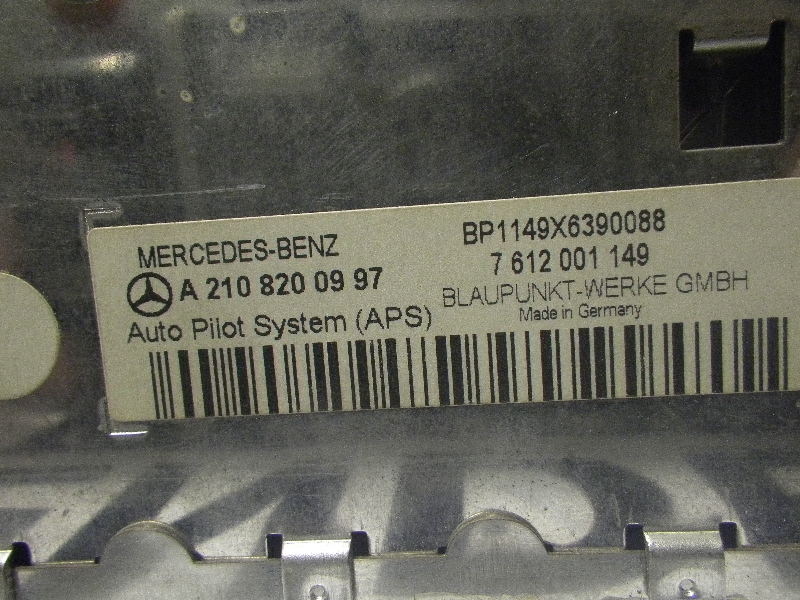 MERCEDES-BENZ
A 210 820 09 97
Auto Pilot System (APS)
BP1149X6390088
7 612 001 149
BLAUPUNKT-WERKE GMBH
Made in Germany